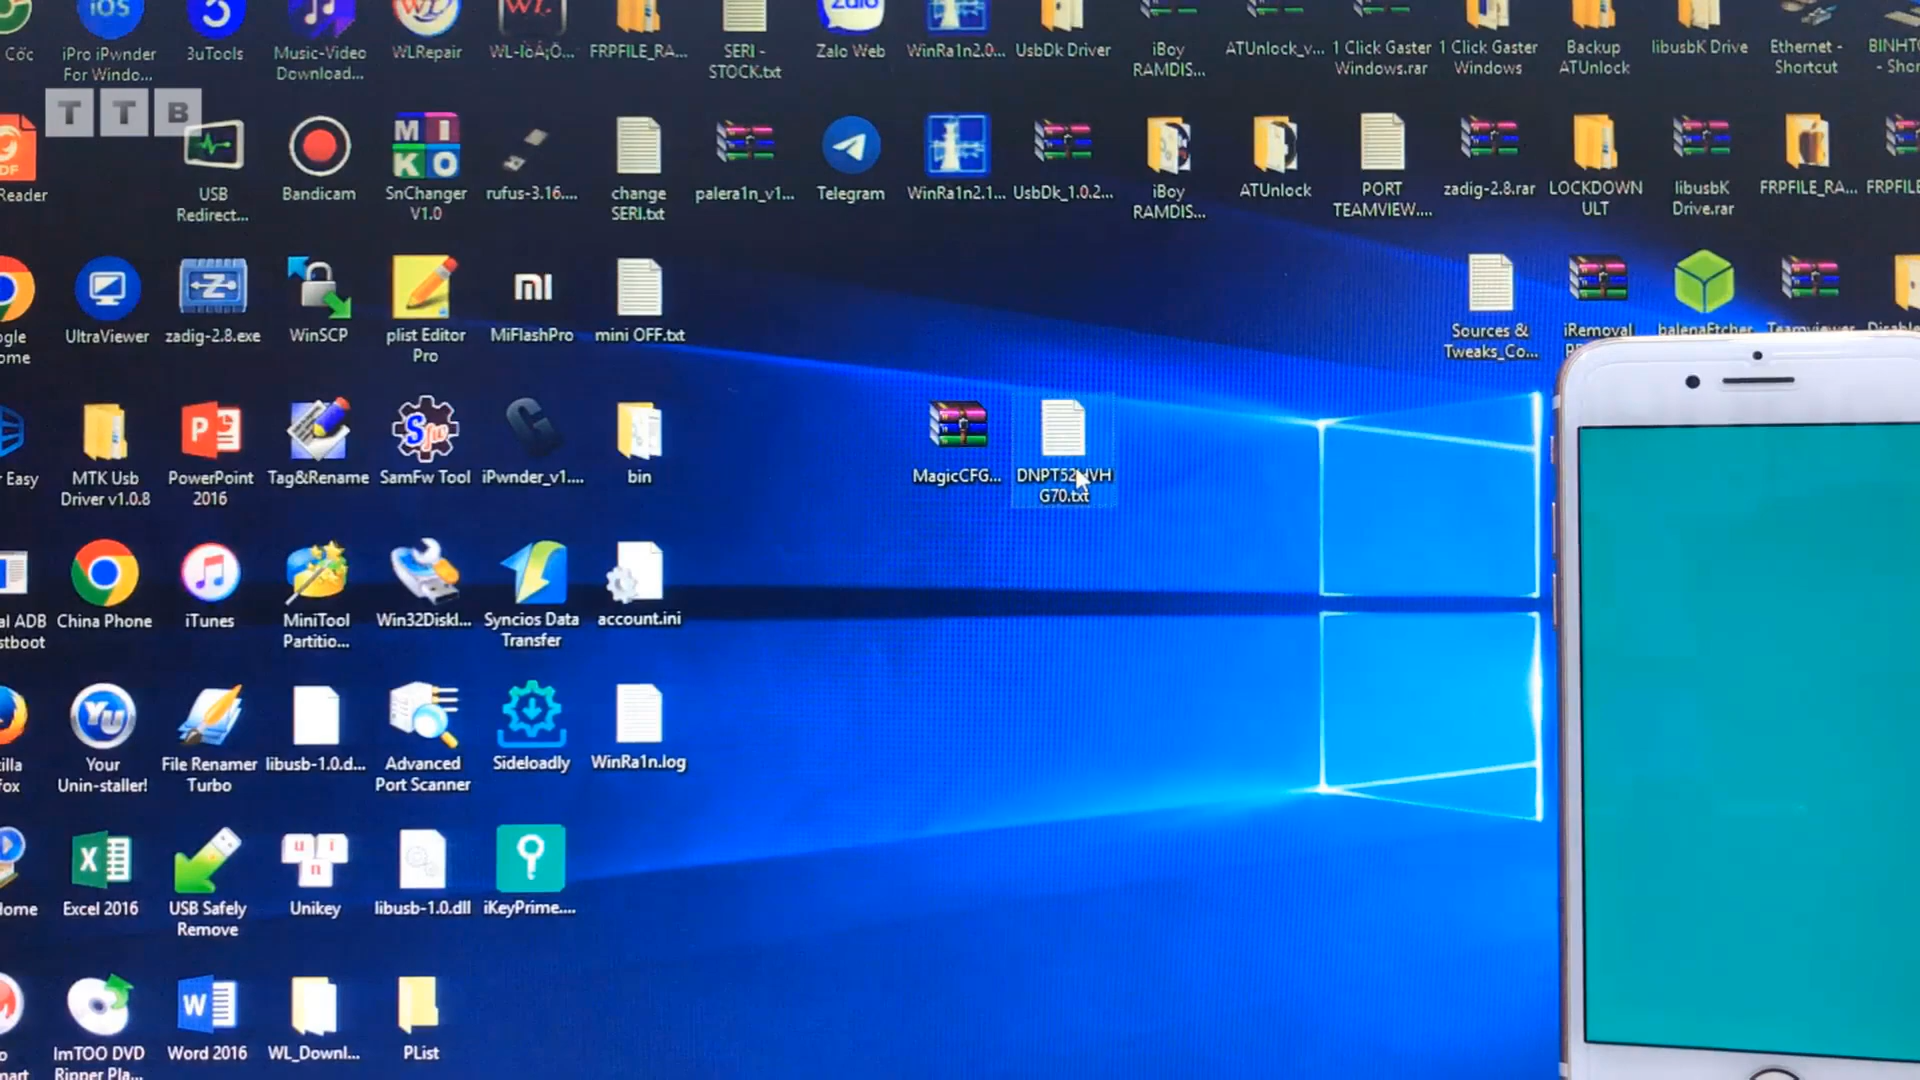 Cốc
iPro iPwnder
For Windo...
3uTools
Music-Video
Download...
WLRepair
FRPFILE_RA...
SERI -
STOCK.txt
Zalo Web
WinRa1n2.0...
UsbDk Driver
iBoy
RAMDIS...
ATUnlock_v...
1 Click Gaster
Windows.rar
1 Click Gaster
Windows
Backup
ATUnlock
libusbK Drive
Ethernet -
Shortcut
T T B
Reader
USB
Redirect...
Bandicam
MI
KO
SnChanger
V1.0
rufus-3.16....
change
SERI.txt
palera1n_v1...
Telegram
WinRa1n2.1...
UsbDk_1.0.2...
iBoy
RAMDIS...
ATUnlock
PORT
TEAMVIEW....
zadig-2.8.rar
LOCKDOWN
ULT
libusbK
Drive.rar
FRPFILE_RA...
UltraViewer
zadig-2.8.exe
WinSCP
plist Editor
Pro
MiFlashPro
mini OFF.txt
Sources &
Tweaks_Co...
iRemoval
balenaEtcher
Easy
MTK Usb
Driver v1.0.8
PowerPoint
2016
Tag&Rename
SamFw Tool
iPwnder_v1....
bin
MagicCFG...
G70.txt
China Phone
iTunes
MiniTool
Partitio...
Win32DiskI...
Syncios Data
Transfer
account.ini
Your
Unin-staller!
File Renamer
Turbo
libusb-1.0.d...
Advanced
Port Scanner
Sideloadly
WinRa1n.log
Excel 2016
USB Safely
Remove
Unikey
libusb-1.0.dll
iKeyPrime....
ImTOO DVD
Ripper Pla...
Word 2016
WL_Downl...
PList